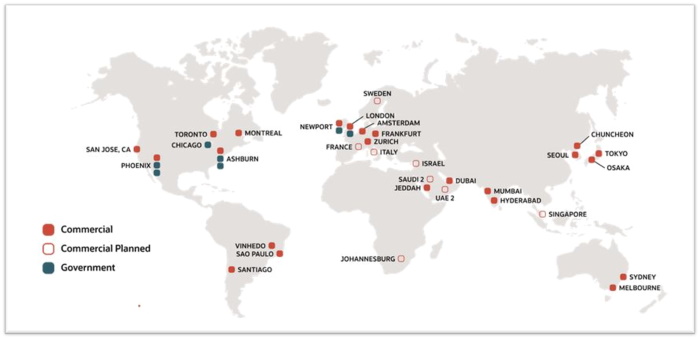 SWEDEN
LONDON
NEWPORT
AMSTERDAM
TORONTO
MONTREAL
FRANKFURT
CHUNCHEON
CHICAGO
ZURICH
SAN JOSE, CA
FRANCE
ITALY
SEOUL
TOKYO
PHOENIX
ASHBURN
ISRAEL
OSAKA
SAUDI 2
DUBAI
JEDDAH
MUMBAI
UAE 2
HYDERABAD
SINGAPORE
Commercial
Commercial Planned
Government
VINHEDO
SAO PAULO
JOHANNESBURG
SANTIAGO
SYDNEY
MELBOURNE